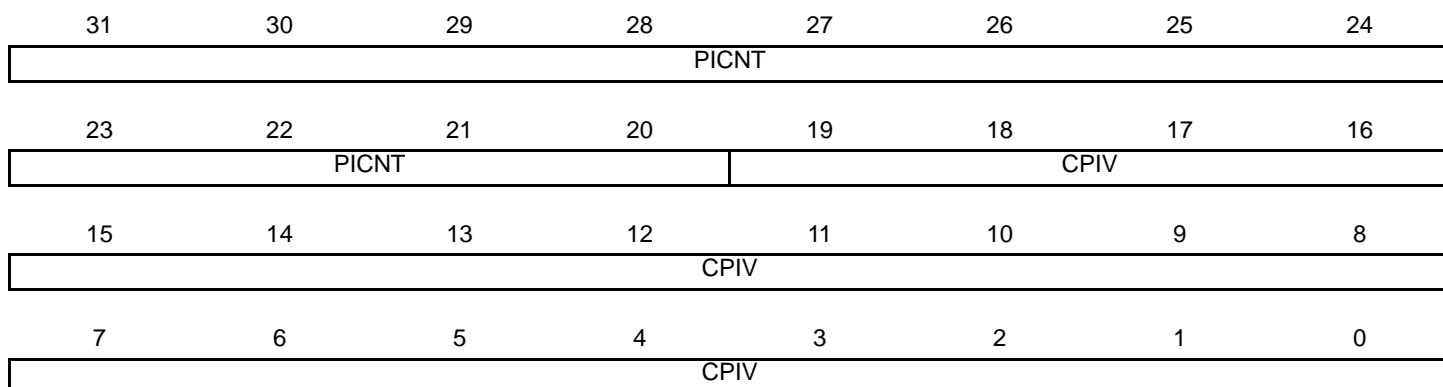 31 30 29 28 27 26 25 24
PICNT
23 22 21 20 19 18 17 16
PICNT CPIV
15 14 13 12 11 10 9 8
CPIV
7 6 5 4 3 2 1 0
CPIV